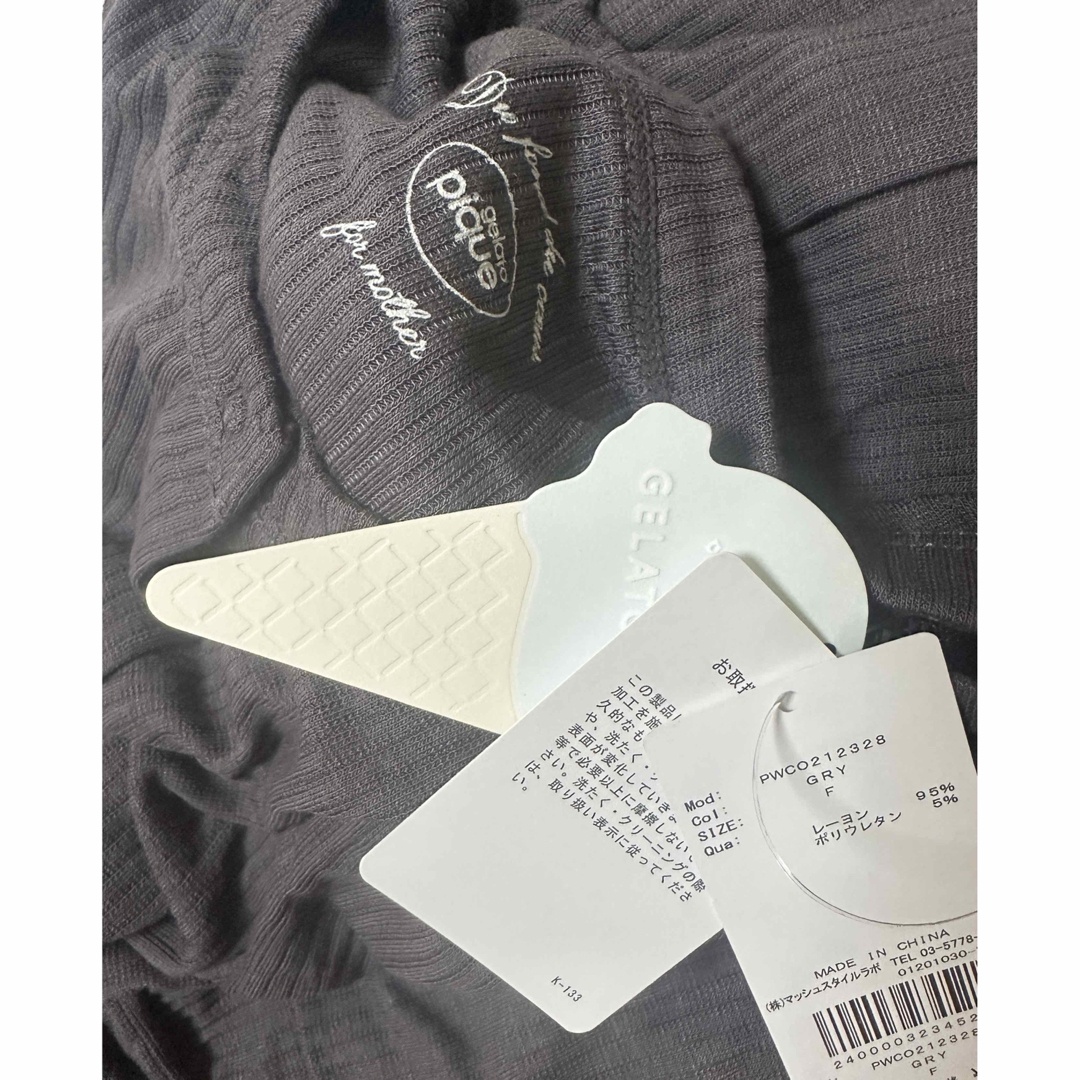 gelato
pique
for mother
GELATO
お取扱
この製品
加工を施
久的なも
や、洗たく・
表面が変化していきま
等で必要以上に摩擦しない
さい。洗たく・クリーニングの際
は、取り扱い表示に従ってくださ
い。
K-133
Mod: PWCO212328
Col: GRY
SIZE: F
Qua: レーヨン 95%
ポリウレタン 5%
MADE IN CHINA
(株)マッシュスタイルラボ TEL 03-5778-
01201030-
240000323452
PWCO212328
GRY
F